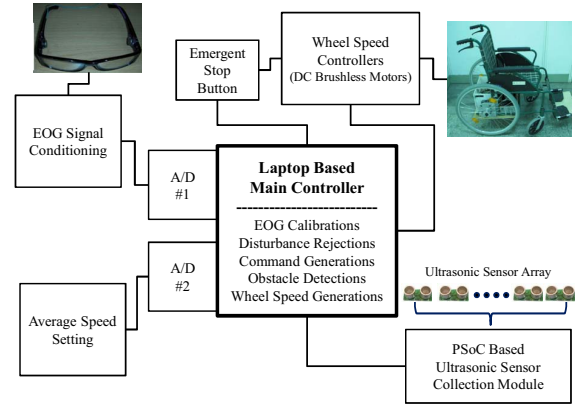 Emergent
Stop
Button
Wheel Speed
Controllers
(DC Brushless Motors)
EOG Signal
Conditioning
A/D
#1
Laptop Based
Main Controller
---------------------------
EOG Calibrations
Disturbance Rejections
Command Generations
Obstacle Detections
Wheel Speed Generations
A/D
#2
Average Speed
Setting
Ultrasonic Sensor Array
PSoC Based
Ultrasonic Sensor
Collection Module